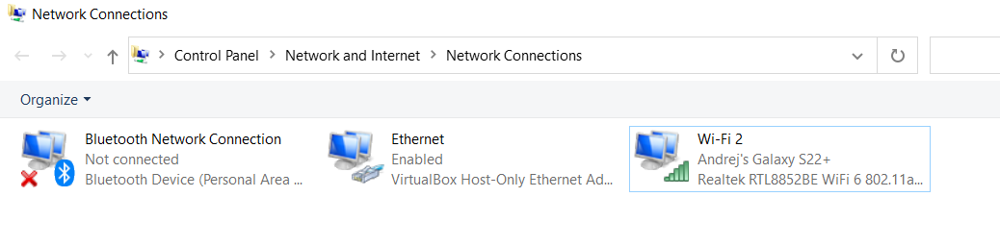 Network Connections
Control Panel > Network and Internet > Network Connections
Organize
Bluetooth Network Connection
Not connected
Bluetooth Device (Personal Area ...
Ethernet
Enabled
VirtualBox Host-Only Ethernet Ad...
Wi-Fi 2
Andrej's Galaxy S22+
Realtek RTL8852BE WiFi 6 802.11a...